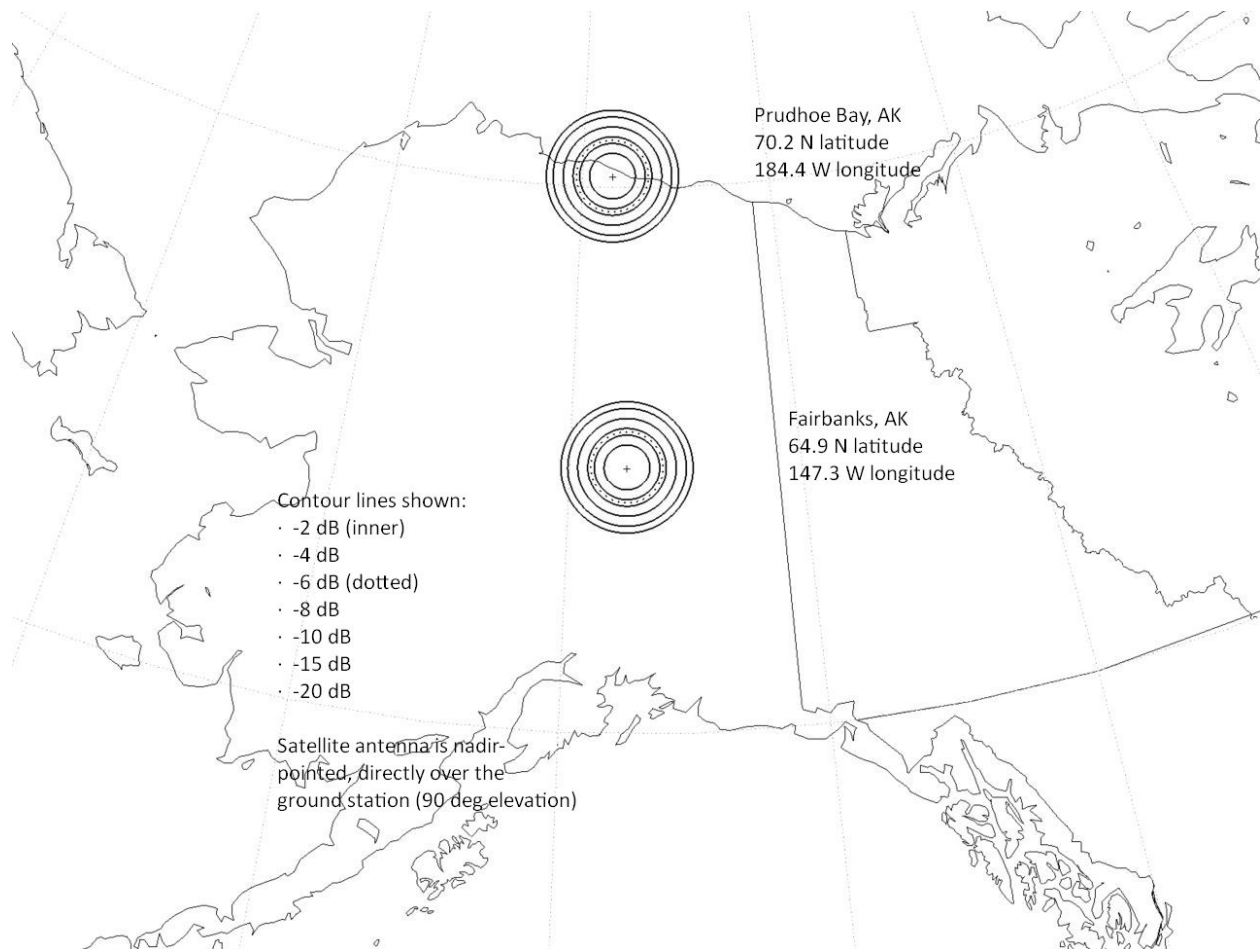 Prudhoe Bay, AK
70.2 N latitude
184.4 W longitude
Fairbanks, AK
64.9 N latitude
147.3 W longitude
Contour lines shown:
· -2 dB (inner)
· -4 dB
· -6 dB (dotted)
· -8 dB
· -10 dB
· -15 dB
· -20 dB
Satellite antenna is nadir-
pointed, directly over the
ground station (90 deg elevation)